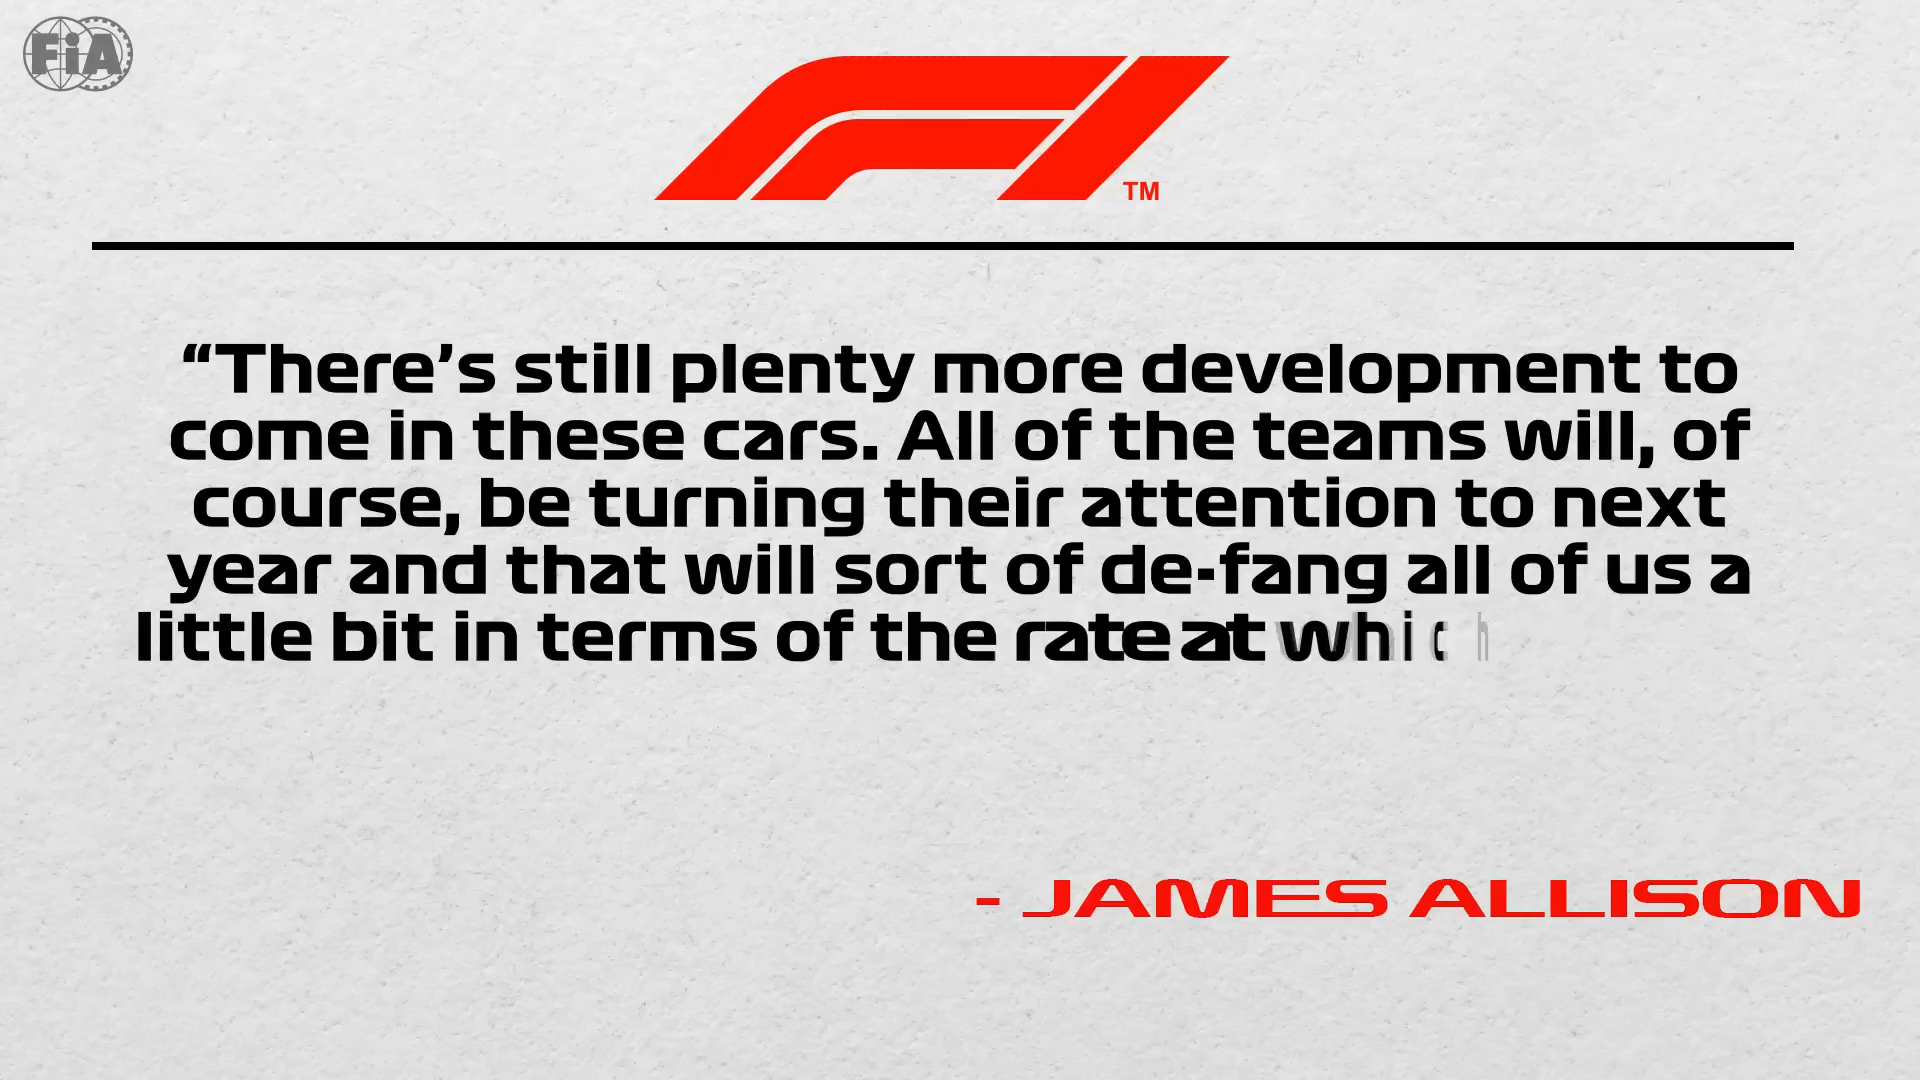 FiA
F1
TM
“There’s still plenty more development to
come in these cars. All of the teams will, of
course, be turning their attention to next
year and that will sort of de-fang all of us a
little bit in terms of the rate at which
- JAMES ALLISON